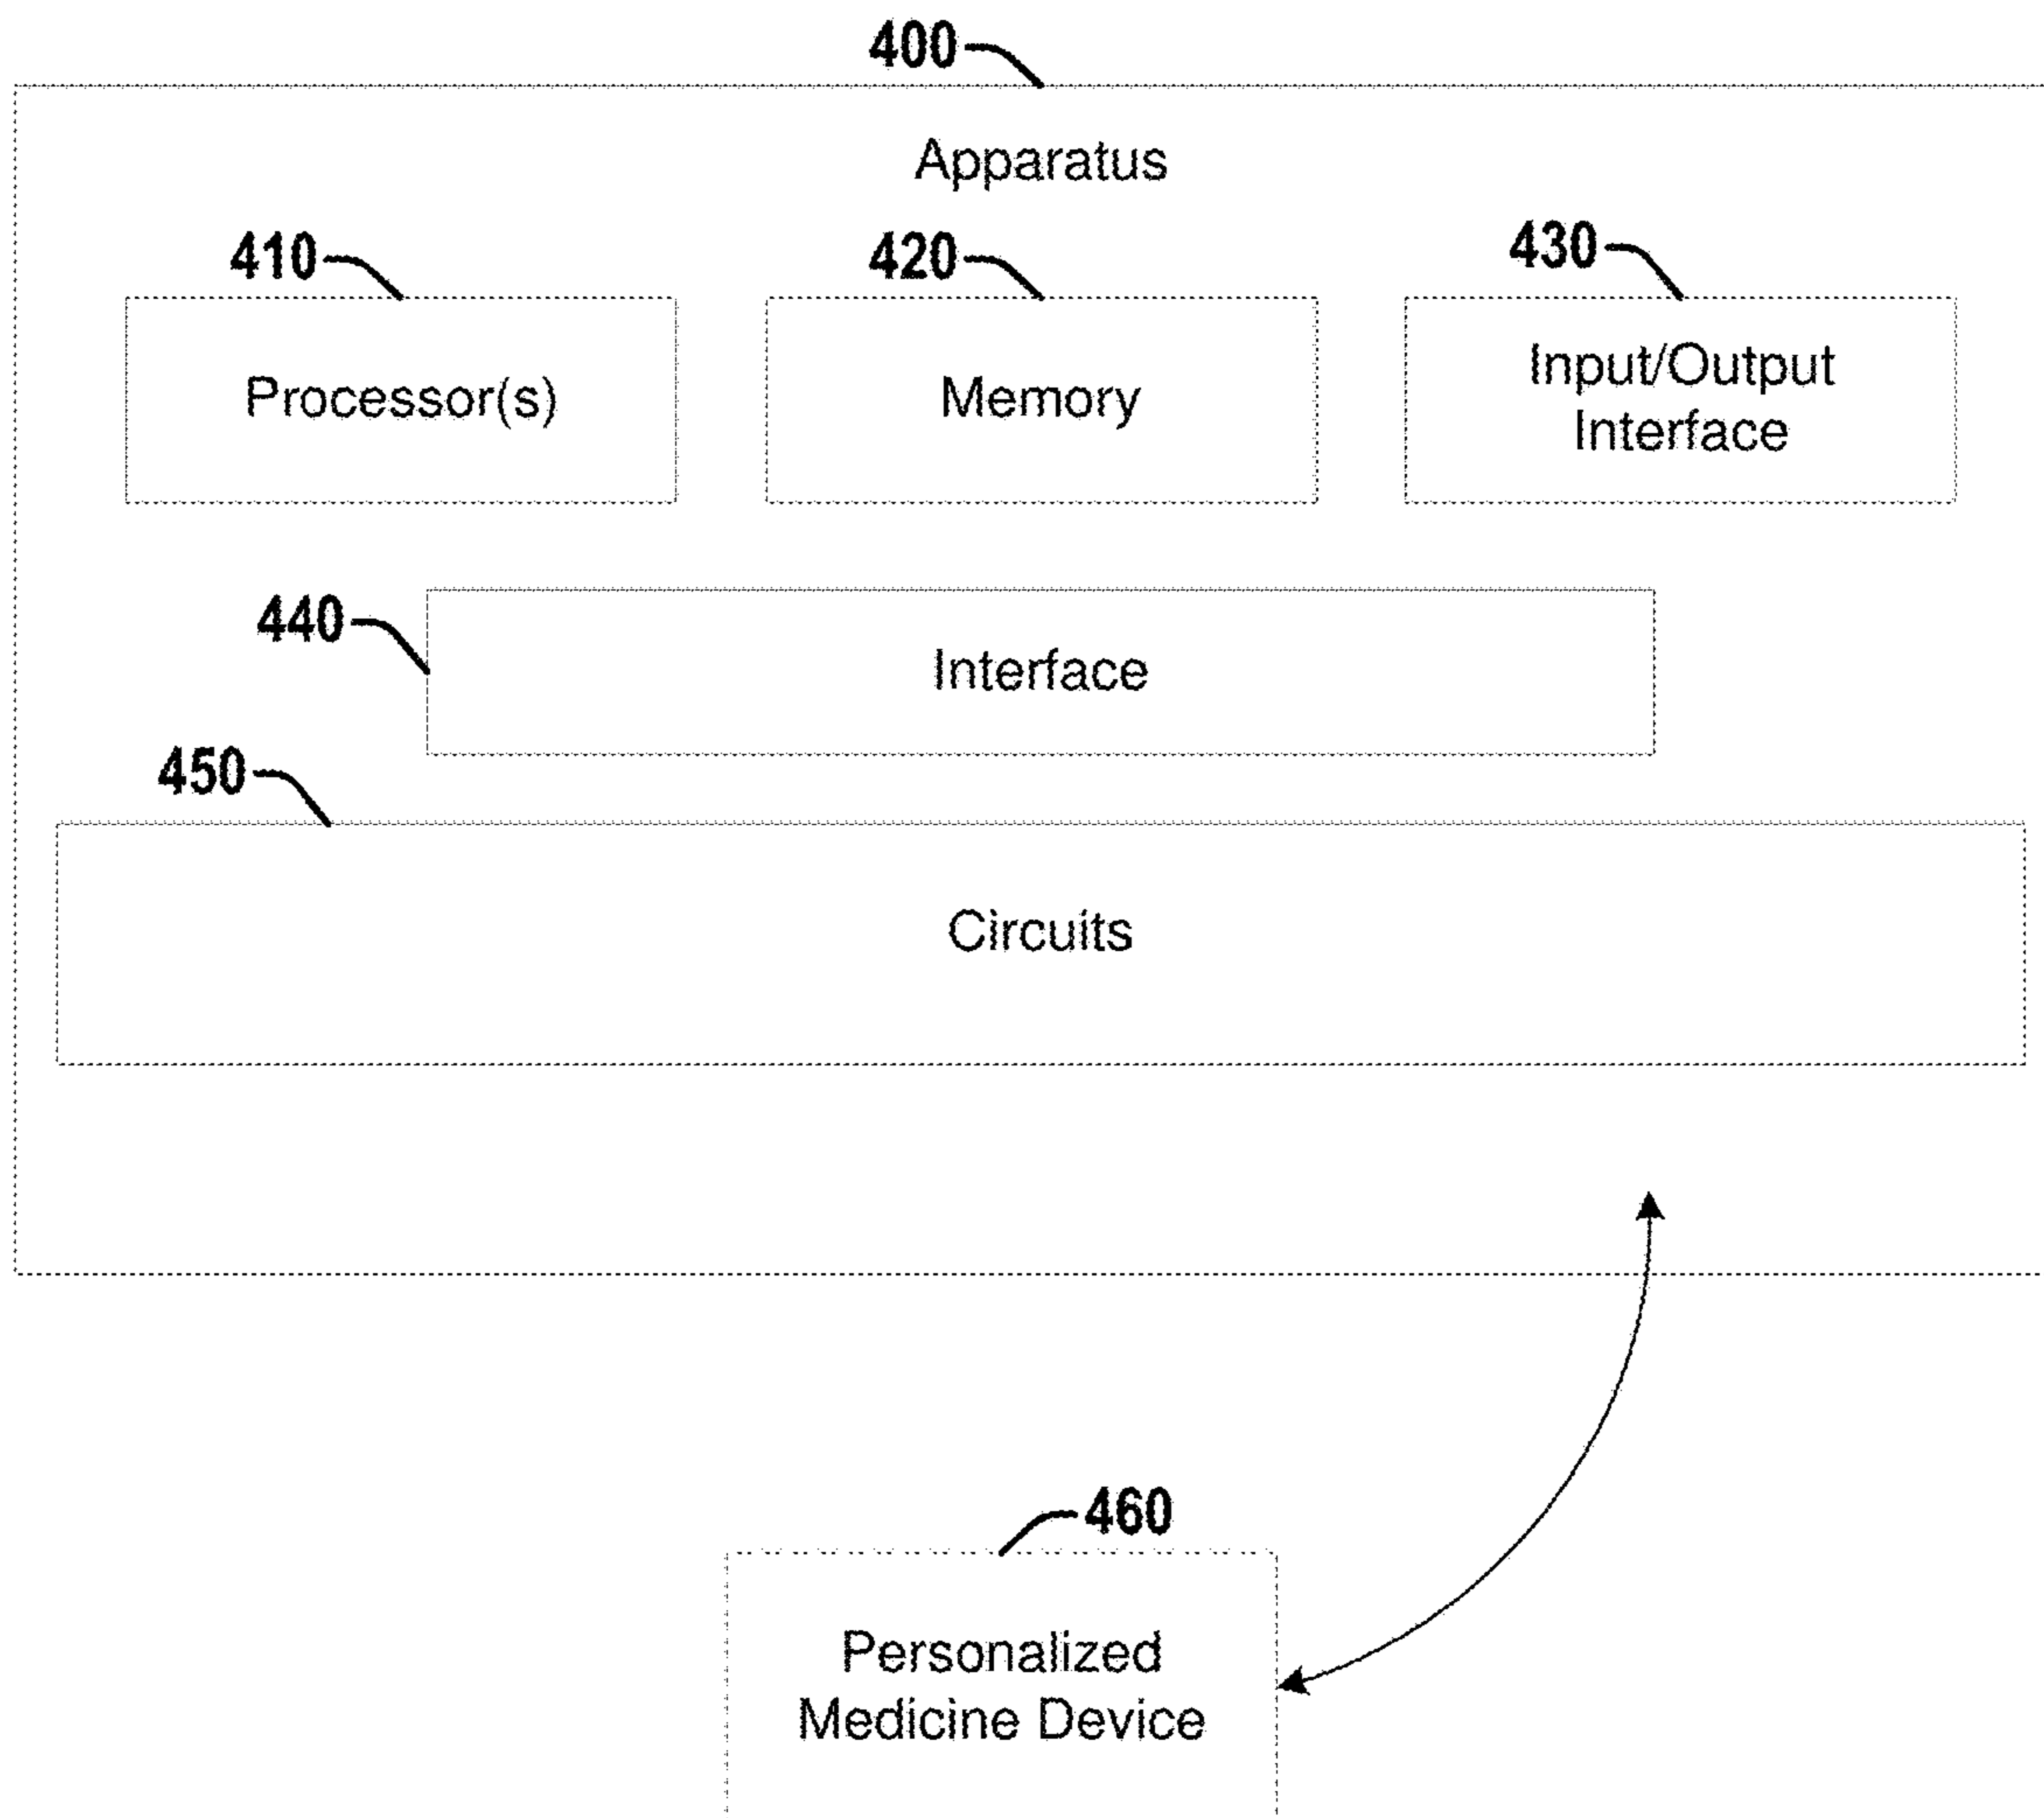 400
Apparatus
410
420
430
Processor(s)
Memory
Input/Output
Interface
440
Interface
450
Circuits
460
Personalized
Medicine Device